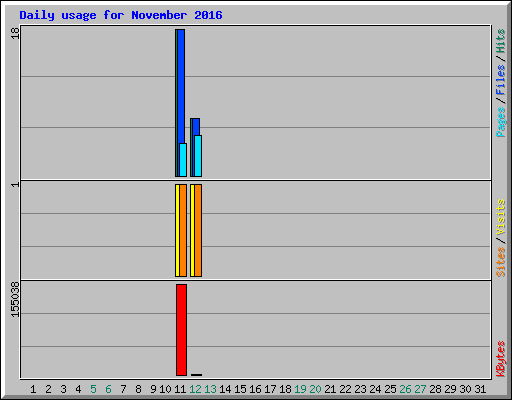 Daily usage for November 2016
18
Pages / Files / Hits
1
Sites / Visits
155038
KBytes
1 2 3 4 5 6 7 8 9 10 11 12 13 14 15 16 17 18 19 20 21 22 23 24 25 26 27 28 29 30 31